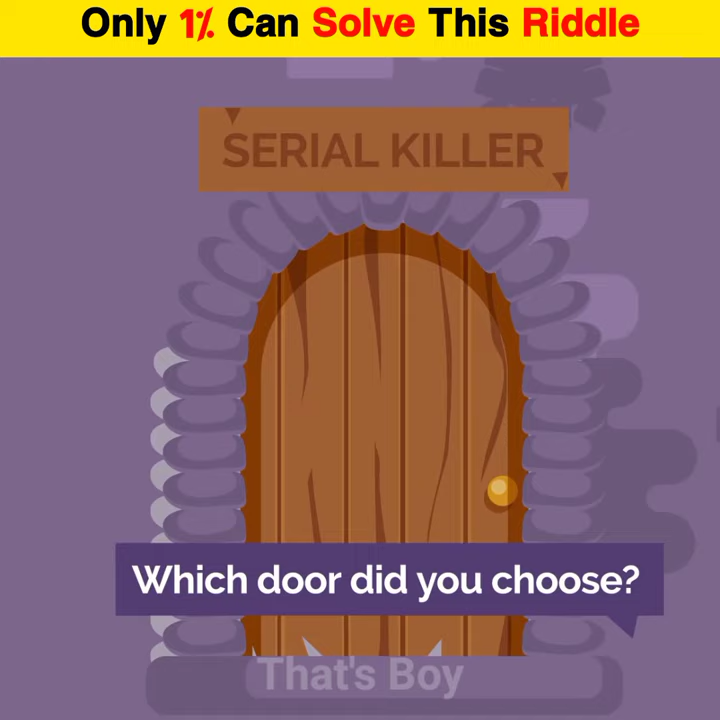 Only 1% Can Solve This Riddle
SERIAL KILLER
Which door did you choose?
That's Boy